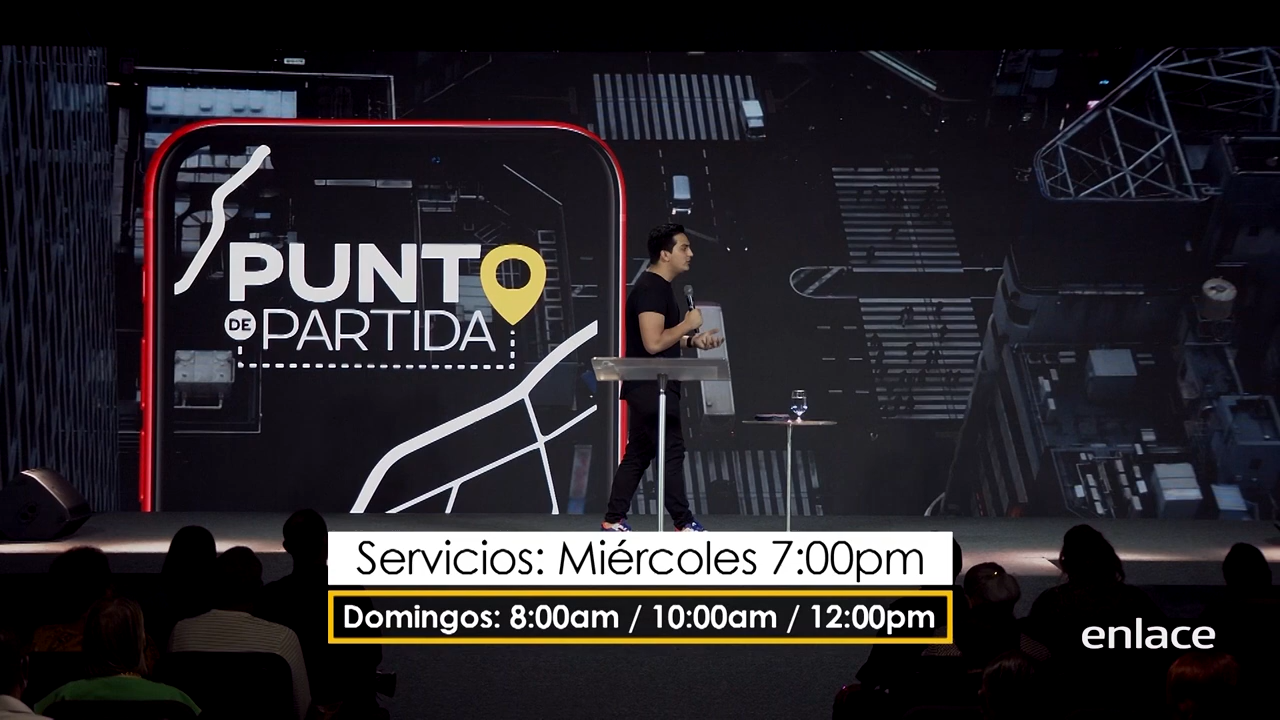 PUNTO
DE PARTIDA
Servicios: Miércoles 7:00pm
Domingos: 8:00am / 10:00am / 12:00pm
enlace